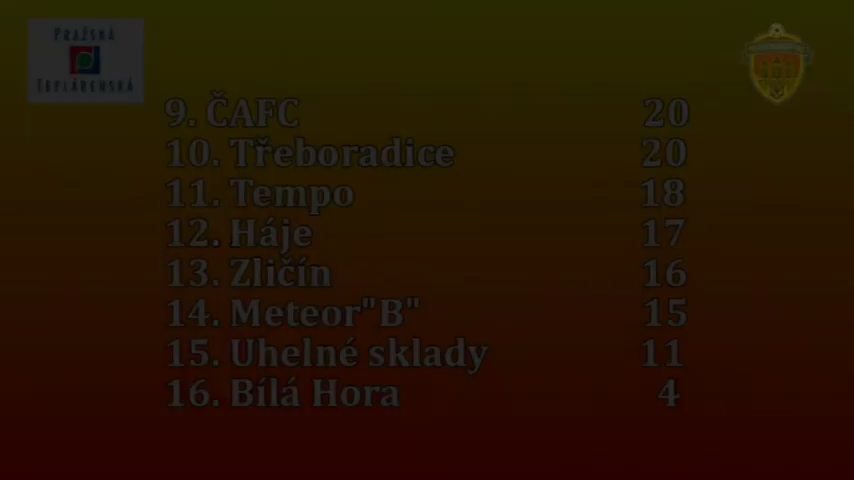 PRAŽSKÁ
TEPLÁRENSKÁ
9. ČAFC 20
10. Třeboradice 20
11. Tempo 18
12. Háje 17
13. Zličín 16
14. Meteor"B" 15
15. Uhelné sklady 11
16. Bílá Hora 4